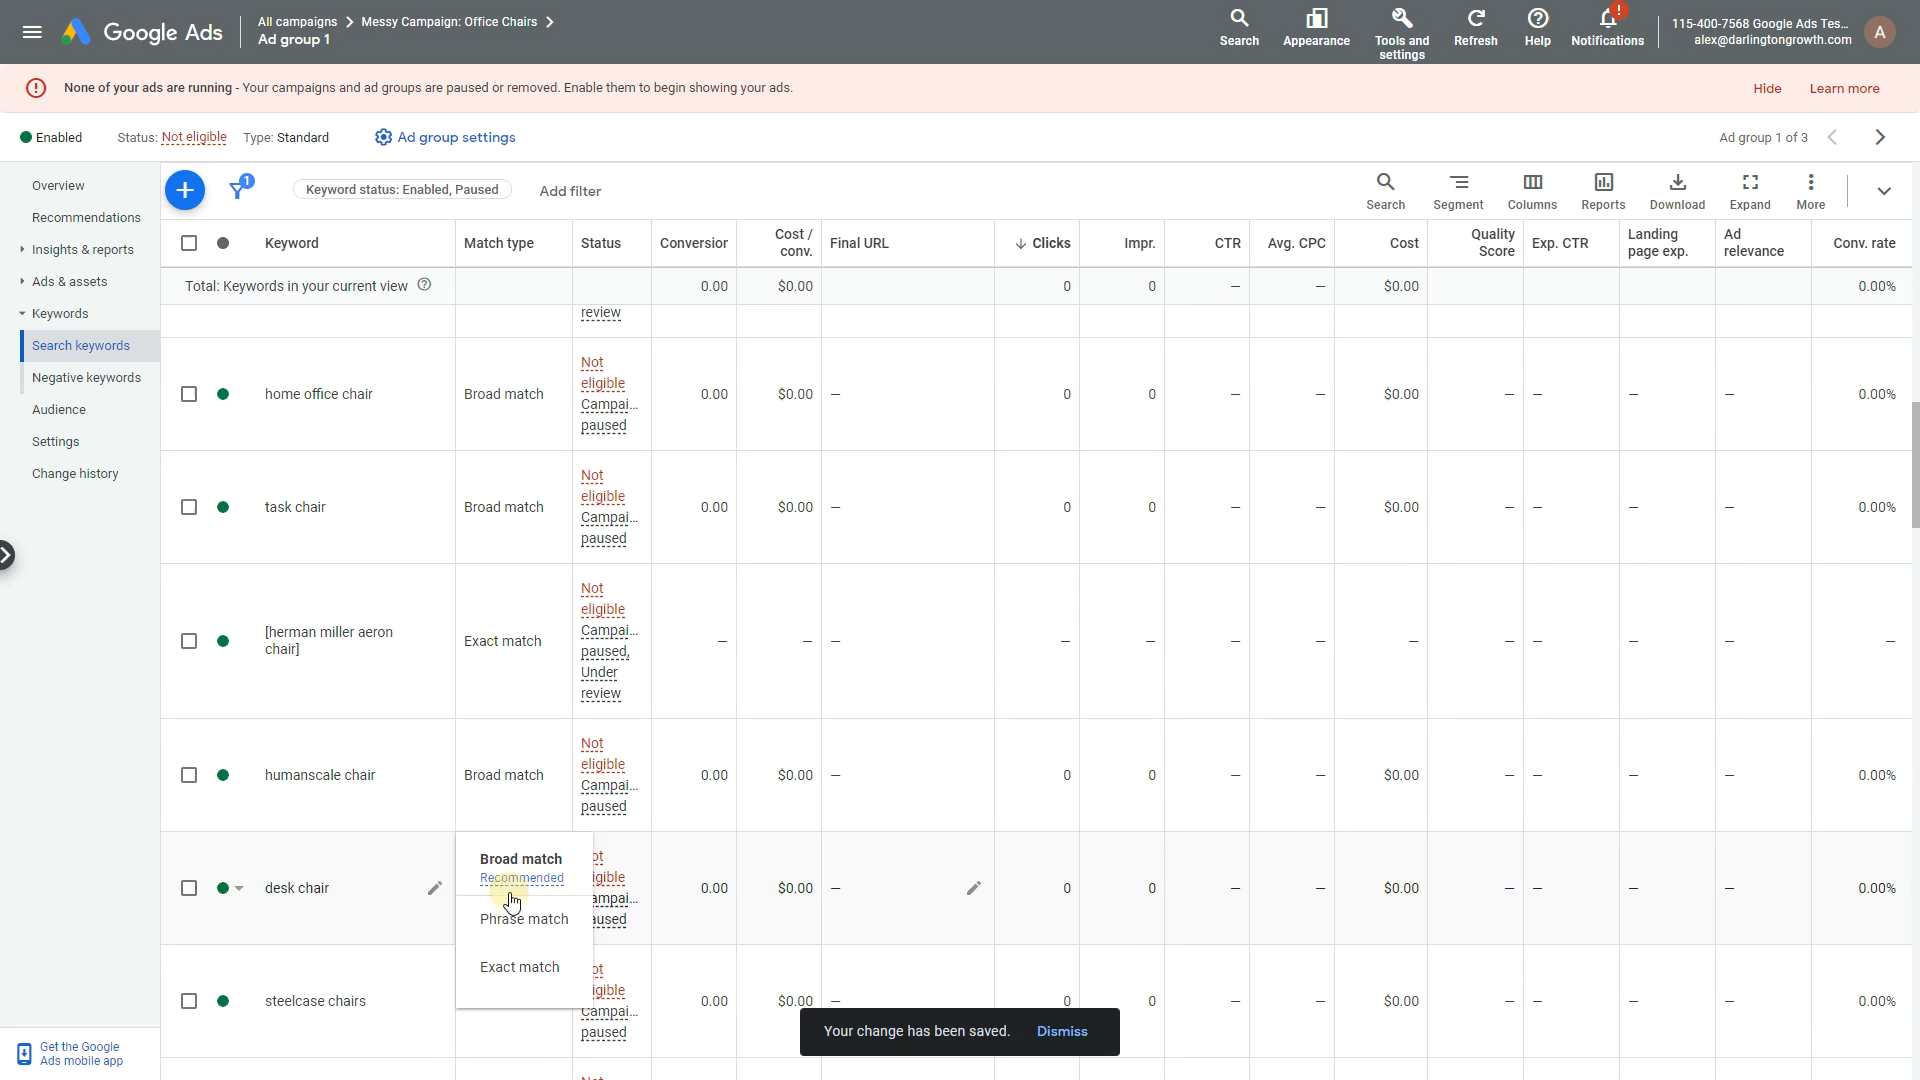 Google Ads
All campaigns > Messy Campaign: Office Chairs >
Ad group 1
Search
Appearance
Tools and
settings
Refresh
Help
!
Notifications
115-400-7568 Google Ads Tes...
alex@darlingtongrowth.com
A
None of your ads are running - Your campaigns and ad groups are paused or removed. Enable them to begin showing your ads.
Hide
Learn more
Enabled
Status: Not eligible
Type: Standard
Ad group settings
Ad group 1 of 3
Overview
Recommendations
Insights & reports
Ads & assets
Keywords
Search keywords
Negative keywords
Audience
Settings
Change history
Get the Google
Ads mobile app
+
1
Keyword status: Enabled, Paused
Add filter
Search
Segment
Columns
Reports
Download
Expand
More
Keyword
Match type
Status
Conversior
Cost /
conv.
Final URL
Clicks
Impr.
CTR
Avg. CPC
Cost
Quality
Score
Exp. CTR
Landing
page exp.
Ad
relevance
Conv. rate
Total: Keywords in your current view
0.00 $0.00 0 0 – – $0.00 0.00%
review
home office chair
Broad match
Not
eligible
Campai...
paused
0.00 $0.00 – 0 0 – – $0.00 – – – – 0.00%
task chair
Broad match
Not
eligible
Campai...
paused
0.00 $0.00 – 0 0 – – $0.00 – – – – 0.00%
[herman miller aeron
chair]
Exact match
Not
eligible
Campai...
paused,
Under
review
– – – – – – – – – – – – –
humanscale chair
Broad match
Not
eligible
Campai...
paused
0.00 $0.00 – 0 0 – – $0.00 – – – – 0.00%
desk chair
Broad match
Recommended
Phrase match
Exact match
ot
igible
ampai...
aused
0.00 $0.00 – 0 0 – – $0.00 – – – – 0.00%
steelcase chairs
ot
igible
Campai...
paused
0.00 $0.00 – 0 0 – – $0.00 – – – – 0.00%
Not
Your change has been saved.
Dismiss